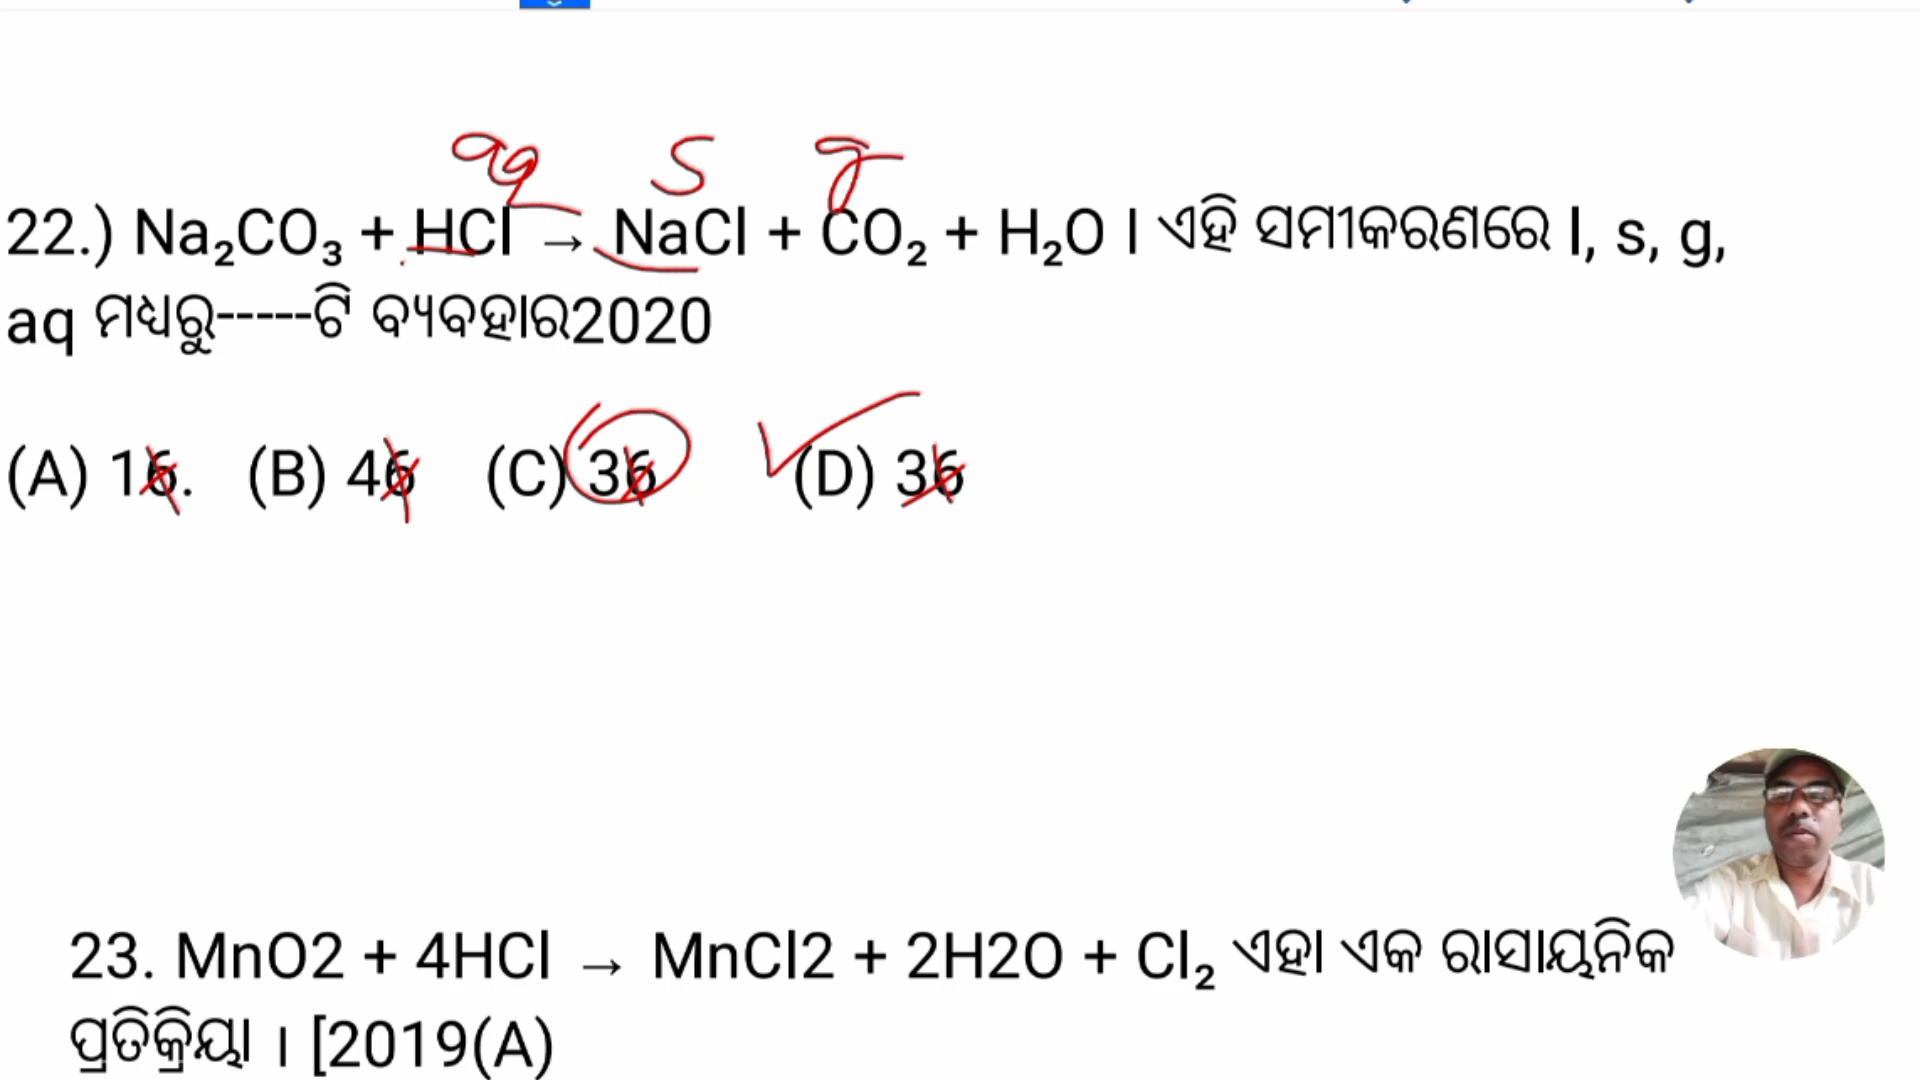 aq S g
22.) Na₂CO₃ + HCl → NaCl + CO₂ + H₂O । ଏହି ସମୀକରଣରେ l, s, g,
aq ମଧ୍ଯରୁ-----ଟି ବ୍ୟବହାର2020
(A) 16. (B) 46 (C) 36 (D) 36
23. MnO2 + 4HCl → MnCl2 + 2H2O + Cl₂ ଏହା ଏକ ରାସାୟନିକ
ପ୍ରତିକ୍ରିୟା । [2019(A)